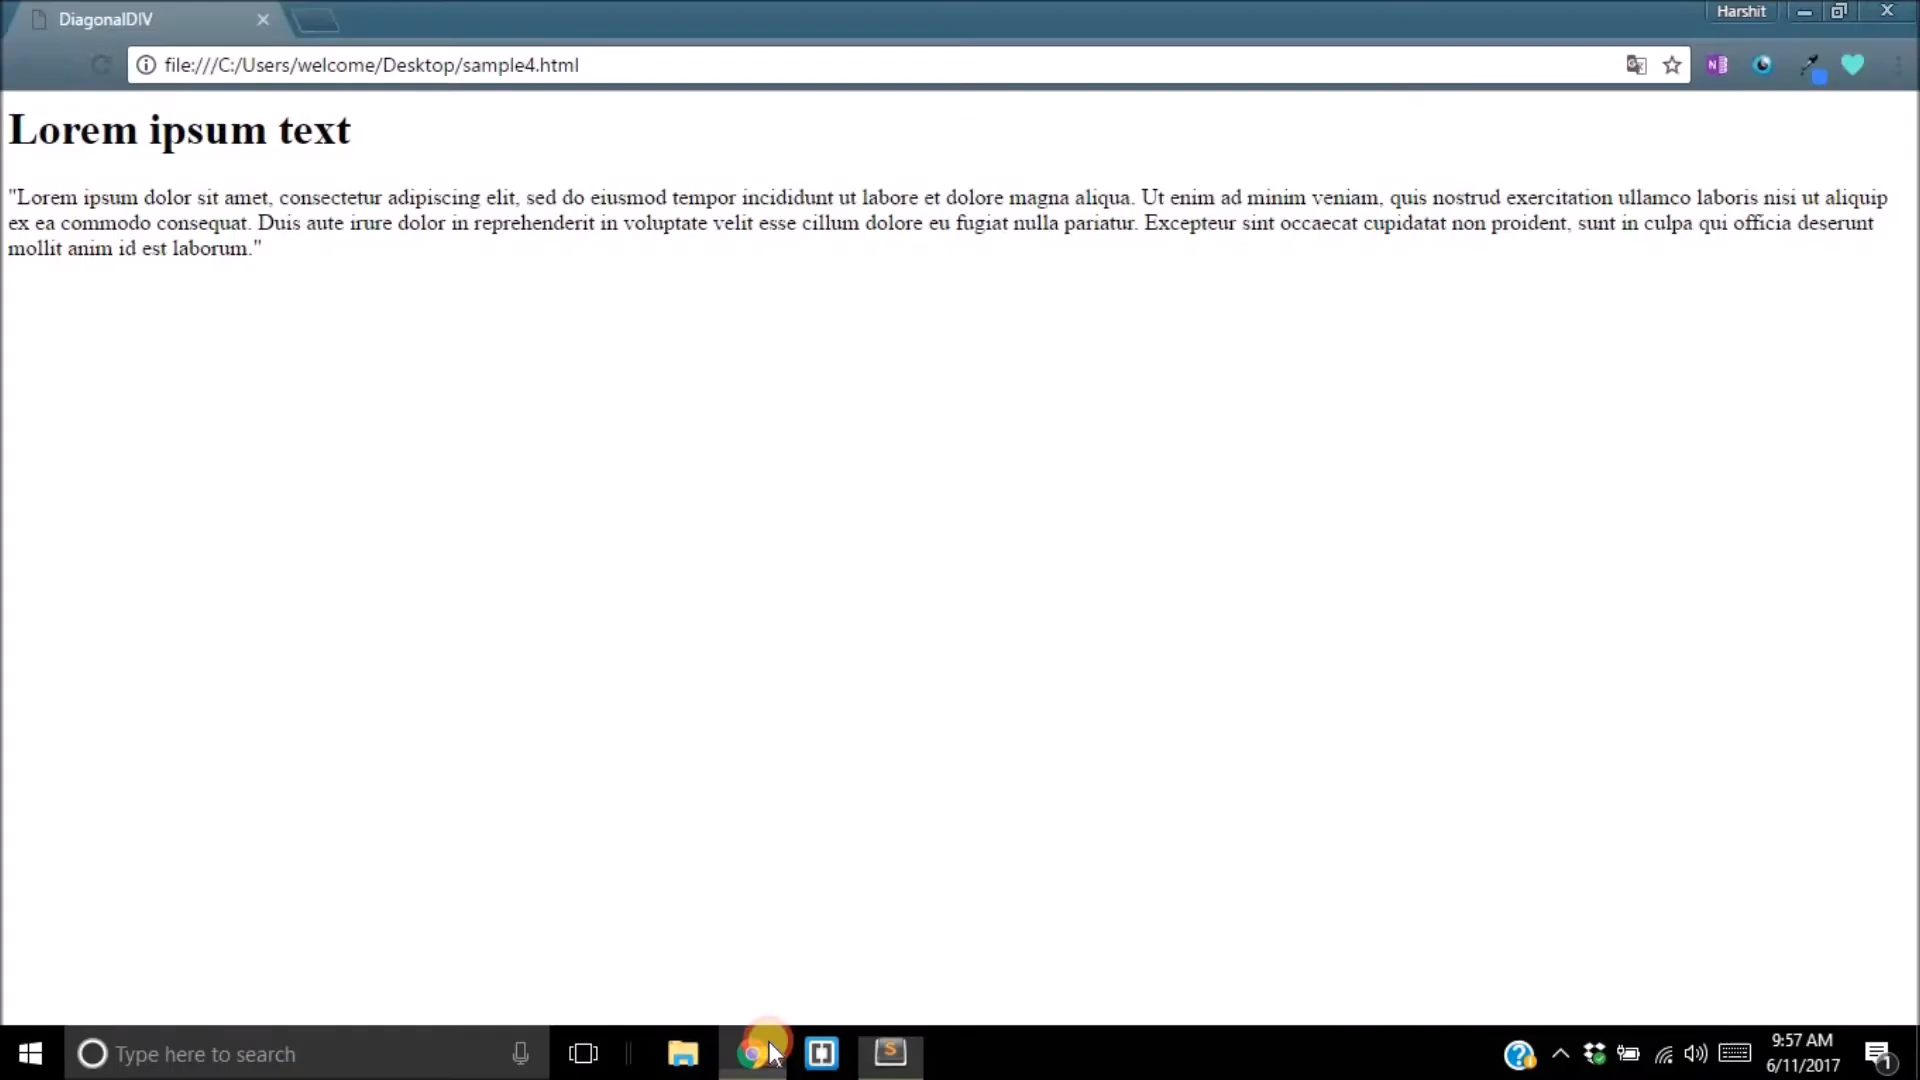 DiagonalDIV
Harshit
file:///C:/Users/welcome/Desktop/sample4.html
Lorem ipsum text
"Lorem ipsum dolor sit amet, consectetur adipiscing elit, sed do eiusmod tempor incididunt ut labore et dolore magna aliqua. Ut enim ad minim veniam, quis nostrud exercitation ullamco laboris nisi ut aliquip
ex ea commodo consequat. Duis aute irure dolor in reprehenderit in voluptate velit esse cillum dolore eu fugiat nulla pariatur. Excepteur sint occaecat cupidatat non proident, sunt in culpa qui officia deserunt
mollit anim id est laborum."
Type here to search
9:57 AM
6/11/2017
1